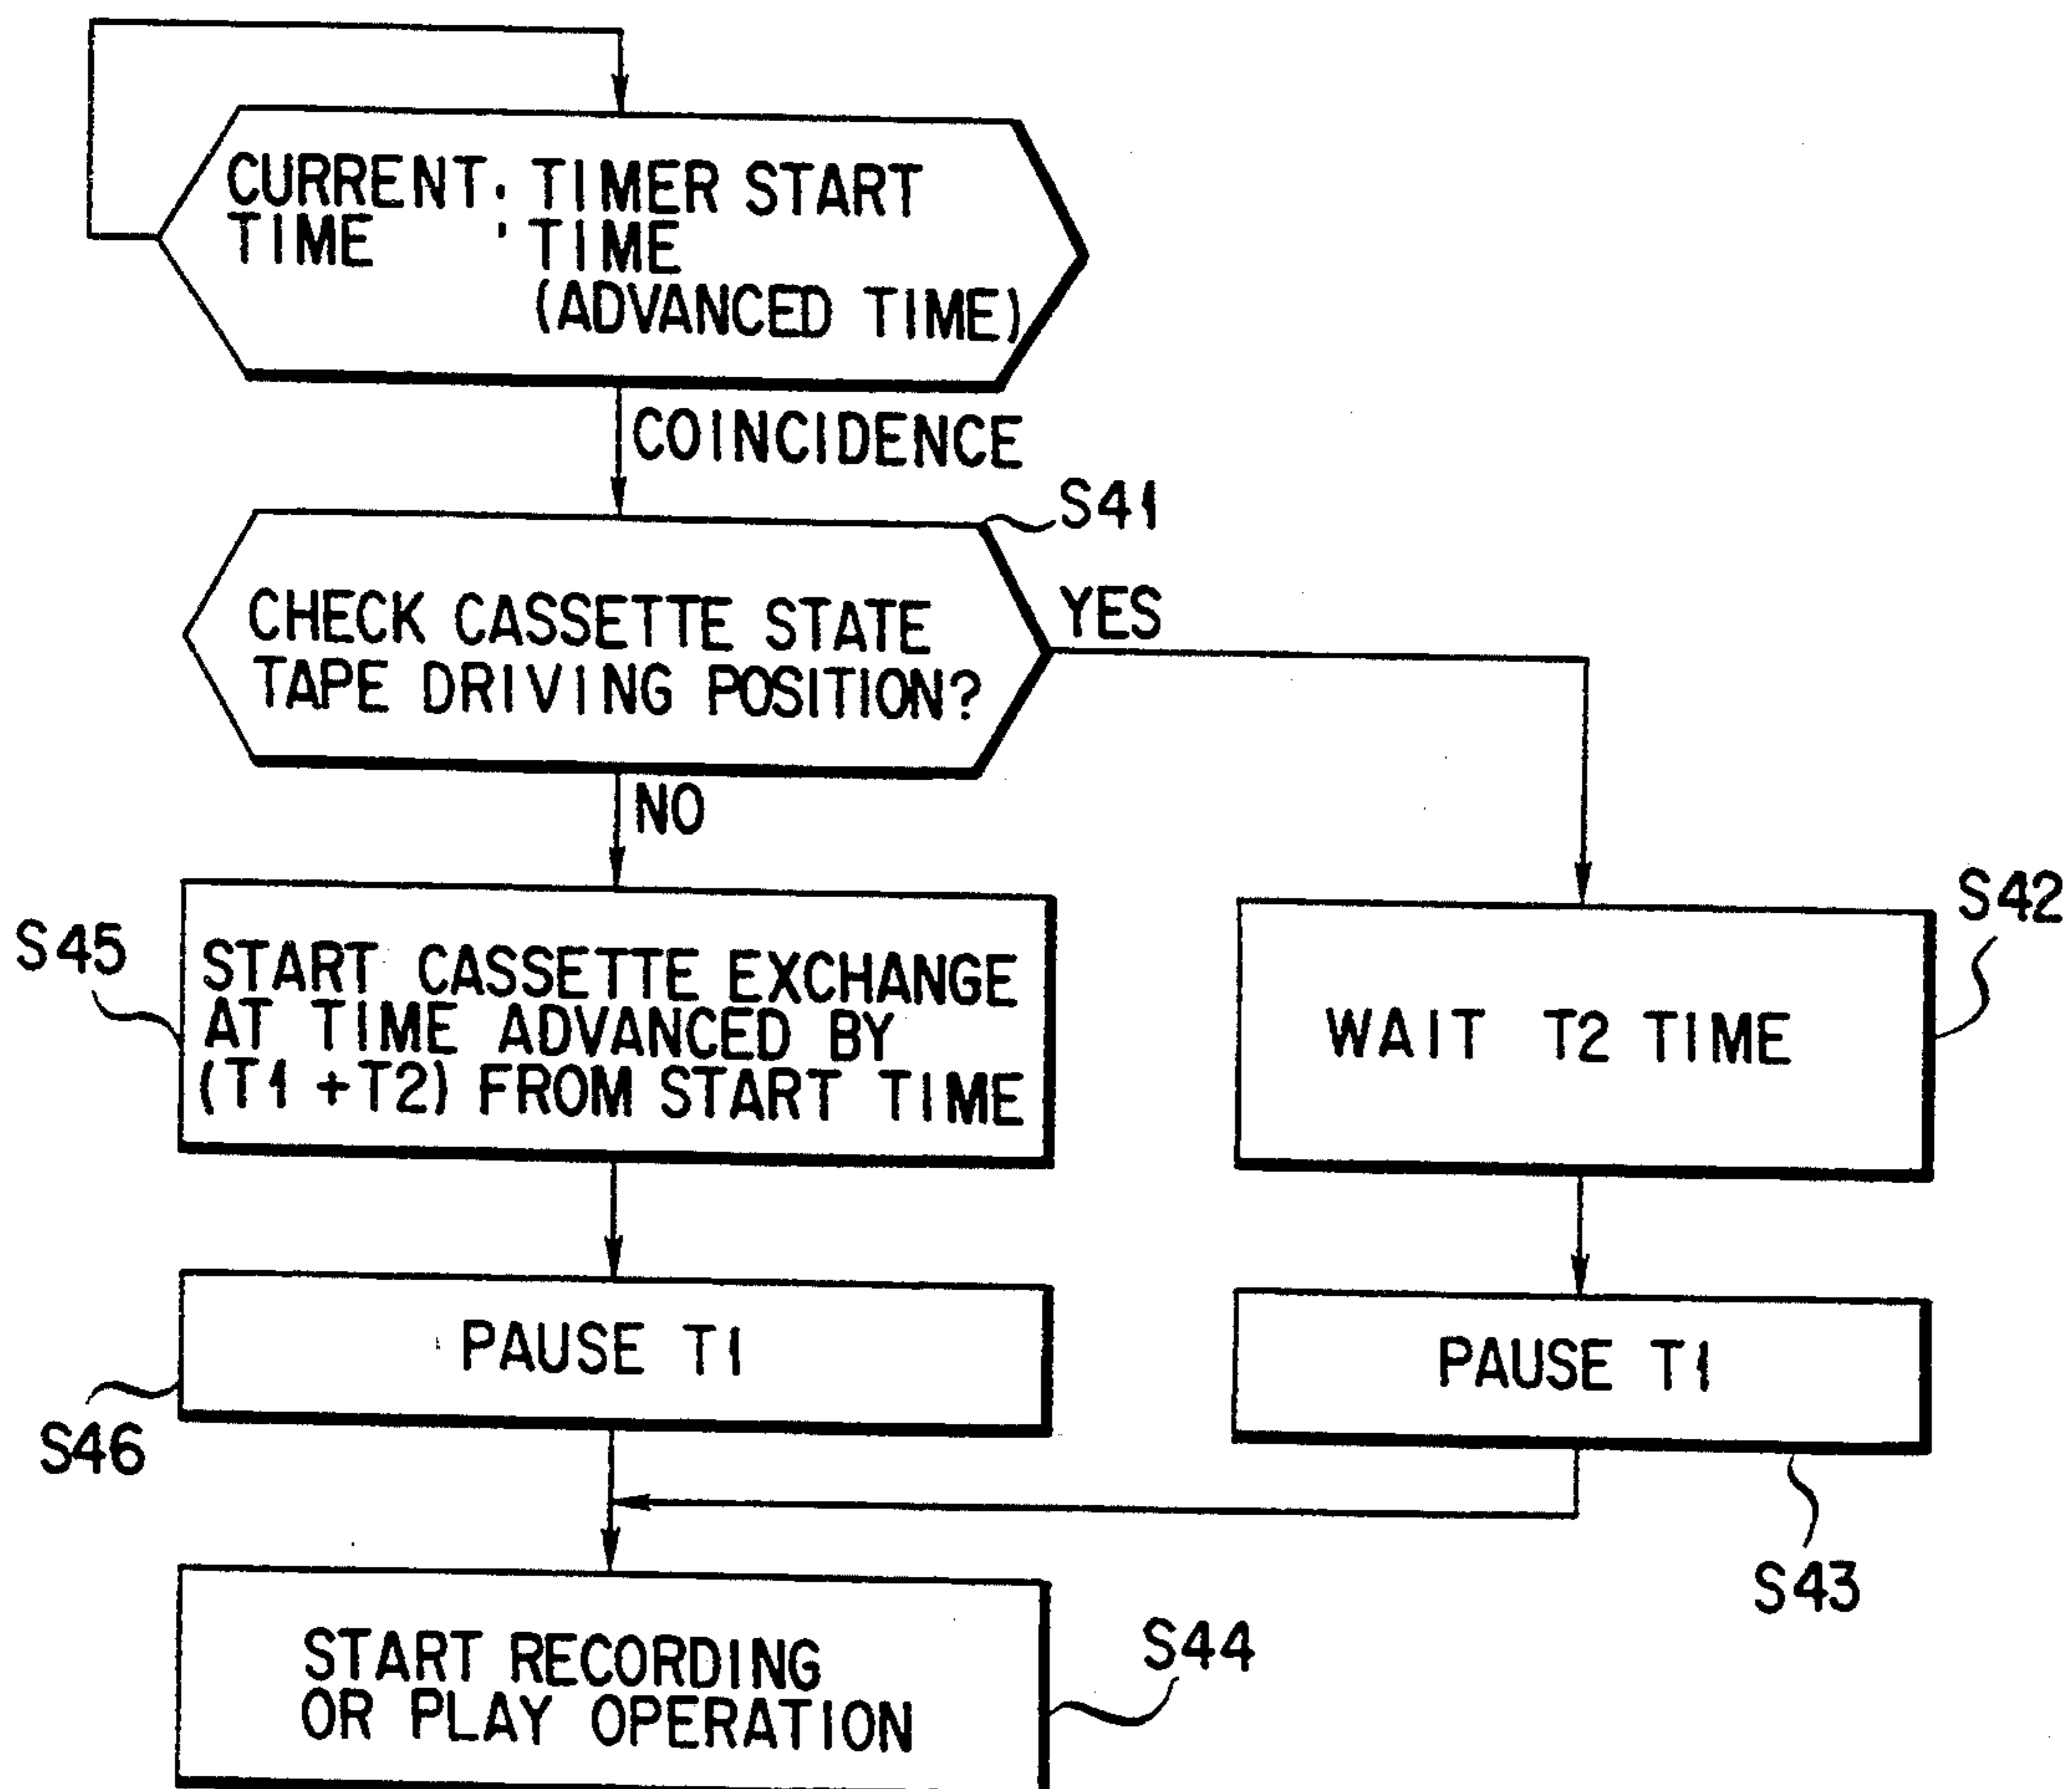 CURRENT : TIMER START
TIME TIME
(ADVANCED TIME)
COINCIDENCE
S41
CHECK CASSETTE STATE
TAPE DRIVING POSITION?
YES
NO
S45
START CASSETTE EXCHANGE
AT TIME ADVANCED BY
(T1 +T2) FROM START TIME
S42
WAIT T2 TIME
PAUSE T1
S46
PAUSE T1
S43
START RECORDING
OR PLAY OPERATION
S44